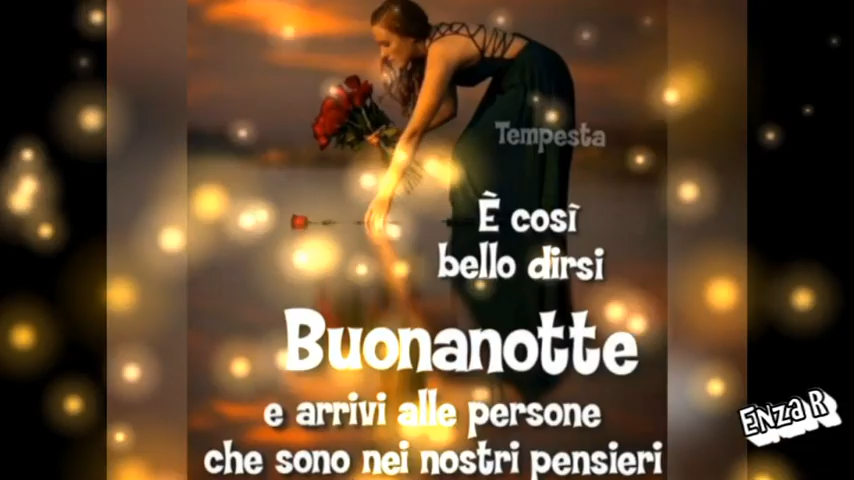 Tempesta
È così
bello dirsi
Buonanotte
e arrivi alle persone
che sono nei nostri pensieri
ENZa R